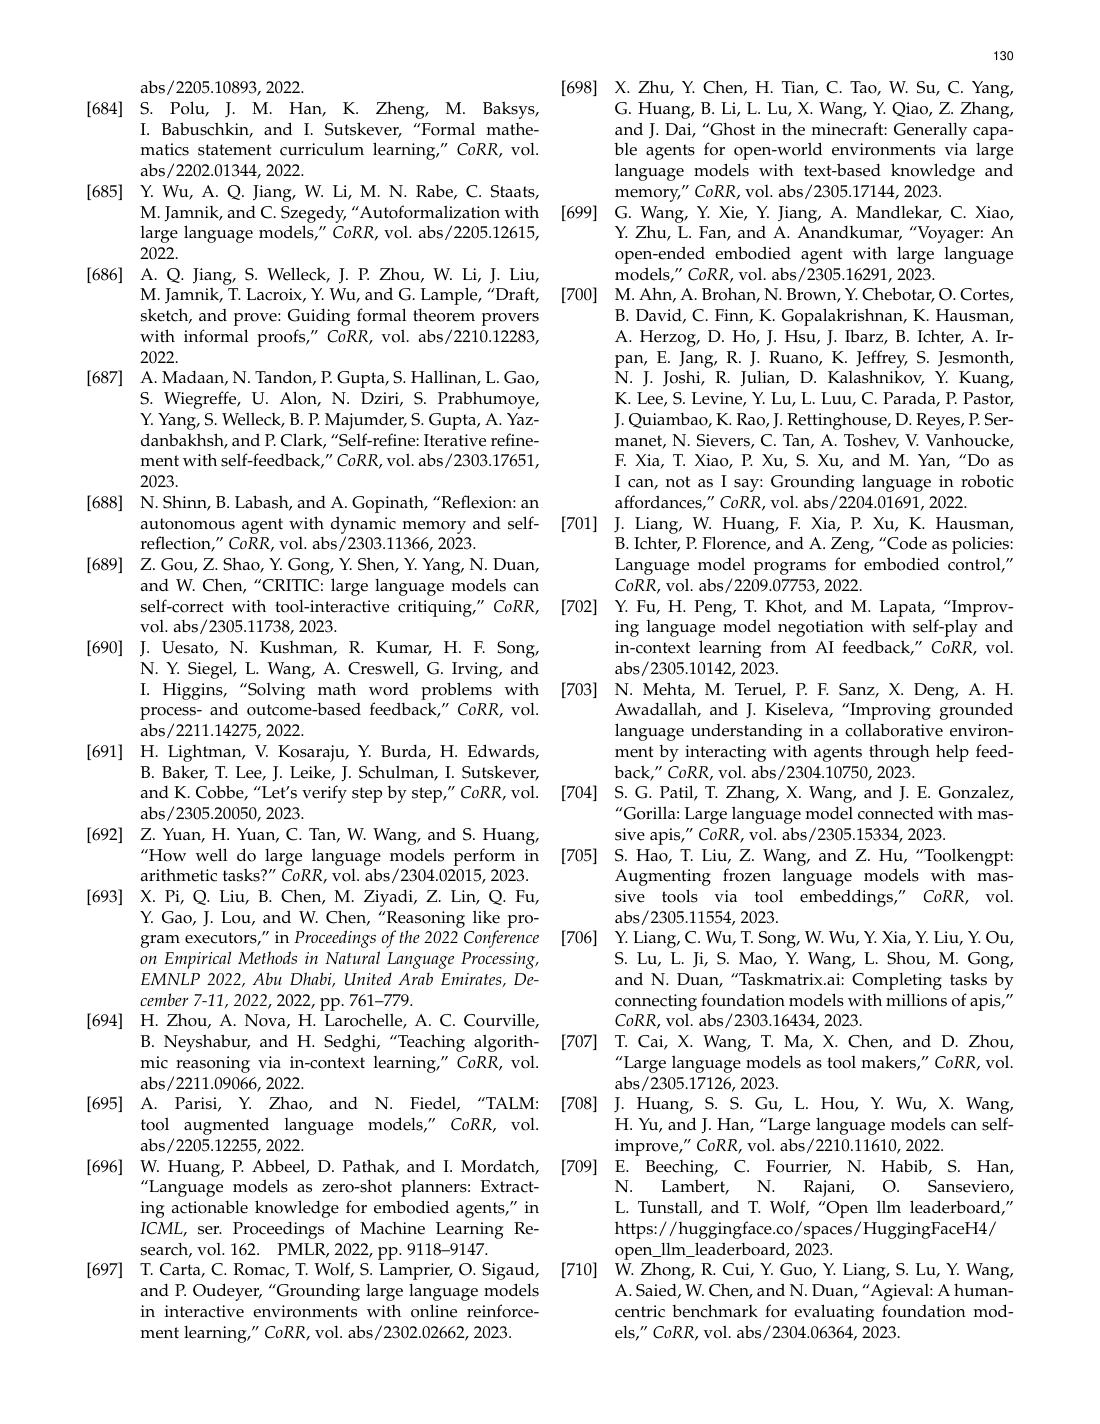 130
abs/2205.10893, 2022.
[684] S. Polu, J. M. Han, K. Zheng, M. Baksys,
I. Babuschkin, and I. Sutskever, “Formal mathe-
matics statement curriculum learning,” CoRR, vol.
abs/2202.01344, 2022.
[685] Y. Wu, A. Q. Jiang, W. Li, M. N. Rabe, C. Staats,
M. Jamnik, and C. Szegedy, “Autoformalization with
large language models,” CoRR, vol. abs/2205.12615,
2022.
[686] A. Q. Jiang, S. Welleck, J. P. Zhou, W. Li, J. Liu,
M. Jamnik, T. Lacroix, Y. Wu, and G. Lample, “Draft,
sketch, and prove: Guiding formal theorem provers
with informal proofs,” CoRR, vol. abs/2210.12283,
2022.
[687] A. Madaan, N. Tandon, P. Gupta, S. Hallinan, L. Gao,
S. Wiegreffe, U. Alon, N. Dziri, S. Prabhumoye,
Y. Yang, S. Welleck, B. P. Majumder, S. Gupta, A. Yaz-
danbakhsh, and P. Clark, “Self-refine: Iterative refine-
ment with self-feedback,” CoRR, vol. abs/2303.17651,
2023.
[688] N. Shinn, B. Labash, and A. Gopinath, “Reflexion: an
autonomous agent with dynamic memory and self-
reflection,” CoRR, vol. abs/2303.11366, 2023.
[689] Z. Gou, Z. Shao, Y. Gong, Y. Shen, Y. Yang, N. Duan,
and W. Chen, “CRITIC: large language models can
self-correct with tool-interactive critiquing,” CoRR,
vol. abs/2305.11738, 2023.
[690] J. Uesato, N. Kushman, R. Kumar, H. F. Song,
N. Y. Siegel, L. Wang, A. Creswell, G. Irving, and
I. Higgins, “Solving math word problems with
process- and outcome-based feedback,” CoRR, vol.
abs/2211.14275, 2022.
[691] H. Lightman, V. Kosaraju, Y. Burda, H. Edwards,
B. Baker, T. Lee, J. Leike, J. Schulman, I. Sutskever,
and K. Cobbe, “Let’s verify step by step,” CoRR, vol.
abs/2305.20050, 2023.
[692] Z. Yuan, H. Yuan, C. Tan, W. Wang, and S. Huang,
“How well do large language models perform in
arithmetic tasks?” CoRR, vol. abs/2304.02015, 2023.
[693] X. Pi, Q. Liu, B. Chen, M. Ziyadi, Z. Lin, Q. Fu,
Y. Gao, J. Lou, and W. Chen, “Reasoning like pro-
gram executors,” in Proceedings of the 2022 Conference
on Empirical Methods in Natural Language Processing,
EMNLP 2022, Abu Dhabi, United Arab Emirates, De-
cember 7-11, 2022, 2022, pp. 761–779.
[694] H. Zhou, A. Nova, H. Larochelle, A. C. Courville,
B. Neyshabur, and H. Sedghi, “Teaching algorith-
mic reasoning via in-context learning,” CoRR, vol.
abs/2211.09066, 2022.
[695] A. Parisi, Y. Zhao, and N. Fiedel, “TALM:
tool augmented language models,” CoRR, vol.
abs/2205.12255, 2022.
[696] W. Huang, P. Abbeel, D. Pathak, and I. Mordatch,
“Language models as zero-shot planners: Extract-
ing actionable knowledge for embodied agents,” in
ICML, ser. Proceedings of Machine Learning Re-
search, vol. 162. PMLR, 2022, pp. 9118–9147.
[697] T. Carta, C. Romac, T. Wolf, S. Lamprier, O. Sigaud,
and P. Oudeyer, “Grounding large language models
in interactive environments with online reinforce-
ment learning,” CoRR, vol. abs/2302.02662, 2023.
[698] X. Zhu, Y. Chen, H. Tian, C. Tao, W. Su, C. Yang,
G. Huang, B. Li, L. Lu, X. Wang, Y. Qiao, Z. Zhang,
and J. Dai, “Ghost in the minecraft: Generally capa-
ble agents for open-world environments via large
language models with text-based knowledge and
memory,” CoRR, vol. abs/2305.17144, 2023.
[699] G. Wang, Y. Xie, Y. Jiang, A. Mandlekar, C. Xiao,
Y. Zhu, L. Fan, and A. Anandkumar, “Voyager: An
open-ended embodied agent with large language
models,” CoRR, vol. abs/2305.16291, 2023.
[700] M. Ahn, A. Brohan, N. Brown, Y. Chebotar, O. Cortes,
B. David, C. Finn, K. Gopalakrishnan, K. Hausman,
A. Herzog, D. Ho, J. Hsu, J. Ibarz, B. Ichter, A. Ir-
pan, E. Jang, R. J. Ruano, K. Jeffrey, S. Jesmonth,
N. J. Joshi, R. Julian, D. Kalashnikov, Y. Kuang,
K. Lee, S. Levine, Y. Lu, L. Luu, C. Parada, P. Pastor,
J. Quiambao, K. Rao, J. Rettinghouse, D. Reyes, P. Ser-
manet, N. Sievers, C. Tan, A. Toshev, V. Vanhoucke,
F. Xia, T. Xiao, P. Xu, S. Xu, and M. Yan, “Do as
I can, not as I say: Grounding language in robotic
affordances,” CoRR, vol. abs/2204.01691, 2022.
[701] J. Liang, W. Huang, F. Xia, P. Xu, K. Hausman,
B. Ichter, P. Florence, and A. Zeng, “Code as policies:
Language model programs for embodied control,”
CoRR, vol. abs/2209.07753, 2022.
[702] Y. Fu, H. Peng, T. Khot, and M. Lapata, “Improv-
ing language model negotiation with self-play and
in-context learning from AI feedback,” CoRR, vol.
abs/2305.10142, 2023.
[703] N. Mehta, M. Teruel, P. F. Sanz, X. Deng, A. H.
Awadallah, and J. Kiseleva, “Improving grounded
language understanding in a collaborative environ-
ment by interacting with agents through help feed-
back,” CoRR, vol. abs/2304.10750, 2023.
[704] S. G. Patil, T. Zhang, X. Wang, and J. E. Gonzalez,
“Gorilla: Large language model connected with mas-
sive apis,” CoRR, vol. abs/2305.15334, 2023.
[705] S. Hao, T. Liu, Z. Wang, and Z. Hu, “Toolkengpt:
Augmenting frozen language models with mas-
sive tools via tool embeddings,” CoRR, vol.
abs/2305.11554, 2023.
[706] Y. Liang, C. Wu, T. Song, W. Wu, Y. Xia, Y. Liu, Y. Ou,
S. Lu, L. Ji, S. Mao, Y. Wang, L. Shou, M. Gong,
and N. Duan, “Taskmatrix.ai: Completing tasks by
connecting foundation models with millions of apis,”
CoRR, vol. abs/2303.16434, 2023.
[707] T. Cai, X. Wang, T. Ma, X. Chen, and D. Zhou,
“Large language models as tool makers,” CoRR, vol.
abs/2305.17126, 2023.
[708] J. Huang, S. S. Gu, L. Hou, Y. Wu, X. Wang,
H. Yu, and J. Han, “Large language models can self-
improve,” CoRR, vol. abs/2210.11610, 2022.
[709] E. Beeching, C. Fourrier, N. Habib, S. Han,
N. Lambert, N. Rajani, O. Sanseviero,
L. Tunstall, and T. Wolf, “Open llm leaderboard,”
https://huggingface.co/spaces/HuggingFaceH4/
open_llm_leaderboard, 2023.
[710] W. Zhong, R. Cui, Y. Guo, Y. Liang, S. Lu, Y. Wang,
A. Saied, W. Chen, and N. Duan, “Agieval: A human-
centric benchmark for evaluating foundation mod-
els,” CoRR, vol. abs/2304.06364, 2023.